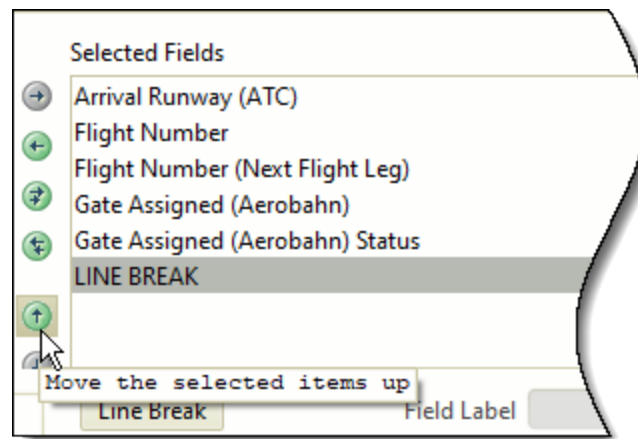 Selected Fields
Arrival Runway (ATC)
Flight Number
Flight Number (Next Flight Leg)
Gate Assigned (Aerobahn)
Gate Assigned (Aerobahn) Status
LINE BREAK
Move the selected items up
Line Break
Field Label